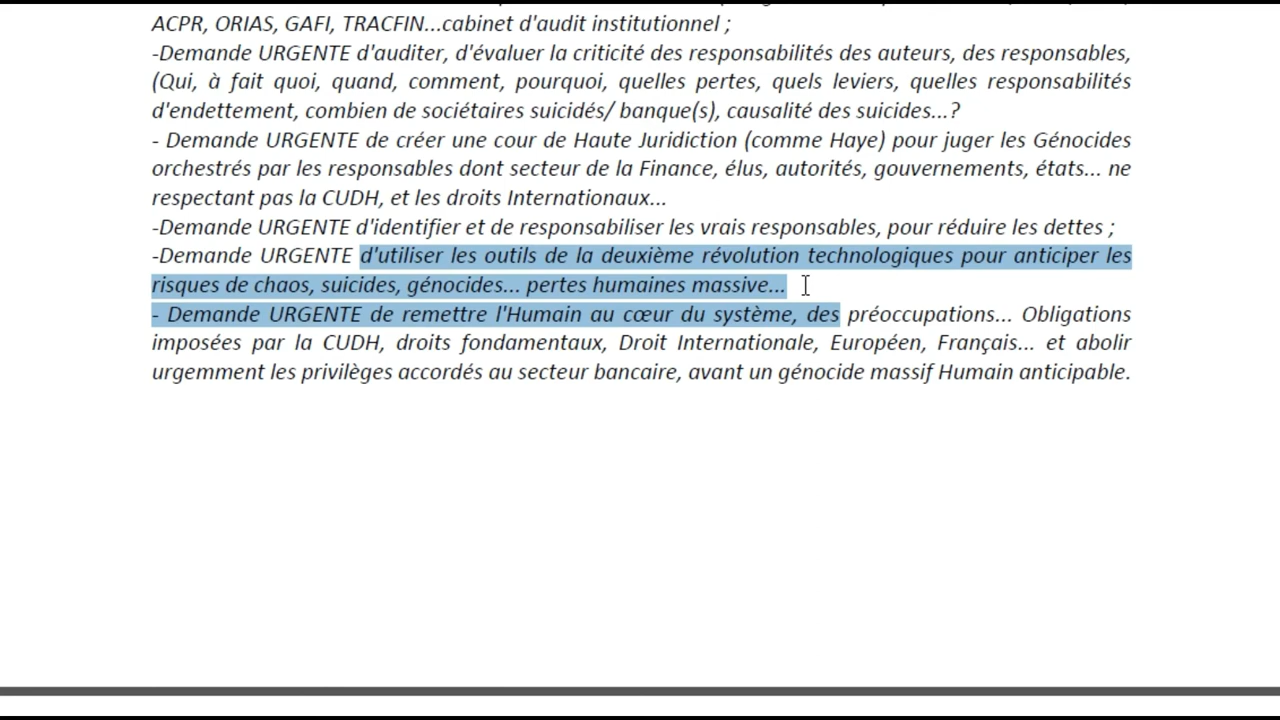 ACPR, ORIAS, GAFI, TRACFIN...cabinet d'audit institutionnel ;
-Demande URGENTE d'auditer, d'évaluer la criticité des responsabilités des auteurs, des responsables,
(Qui, à fait quoi, quand, comment, pourquoi, quelles pertes, quels leviers, quelles responsabilités
d'endettement, combien de sociétaires suicidés/ banque(s), causalité des suicides...?
- Demande URGENTE de créer une cour de Haute Juridiction (comme Haye) pour juger les Génocides
orchestrés par les responsables dont secteur de la Finance, élus, autorités, gouvernements, états... ne
respectant pas la CUDH, et les droits Internationaux...
-Demande URGENTE d'identifier et de responsabiliser les vrais responsables, pour réduire les dettes ;
-Demande URGENTE d'utiliser les outils de la deuxième révolution technologiques pour anticiper les
risques de chaos, suicides, génocides... pertes humaines massive...
- Demande URGENTE de remettre l'Humain au cœur du système, des préoccupations... Obligations
imposées par la CUDH, droits fondamentaux, Droit Internationale, Européen, Français... et abolir
urgemment les privilèges accordés au secteur bancaire, avant un génocide massif Humain anticipable.